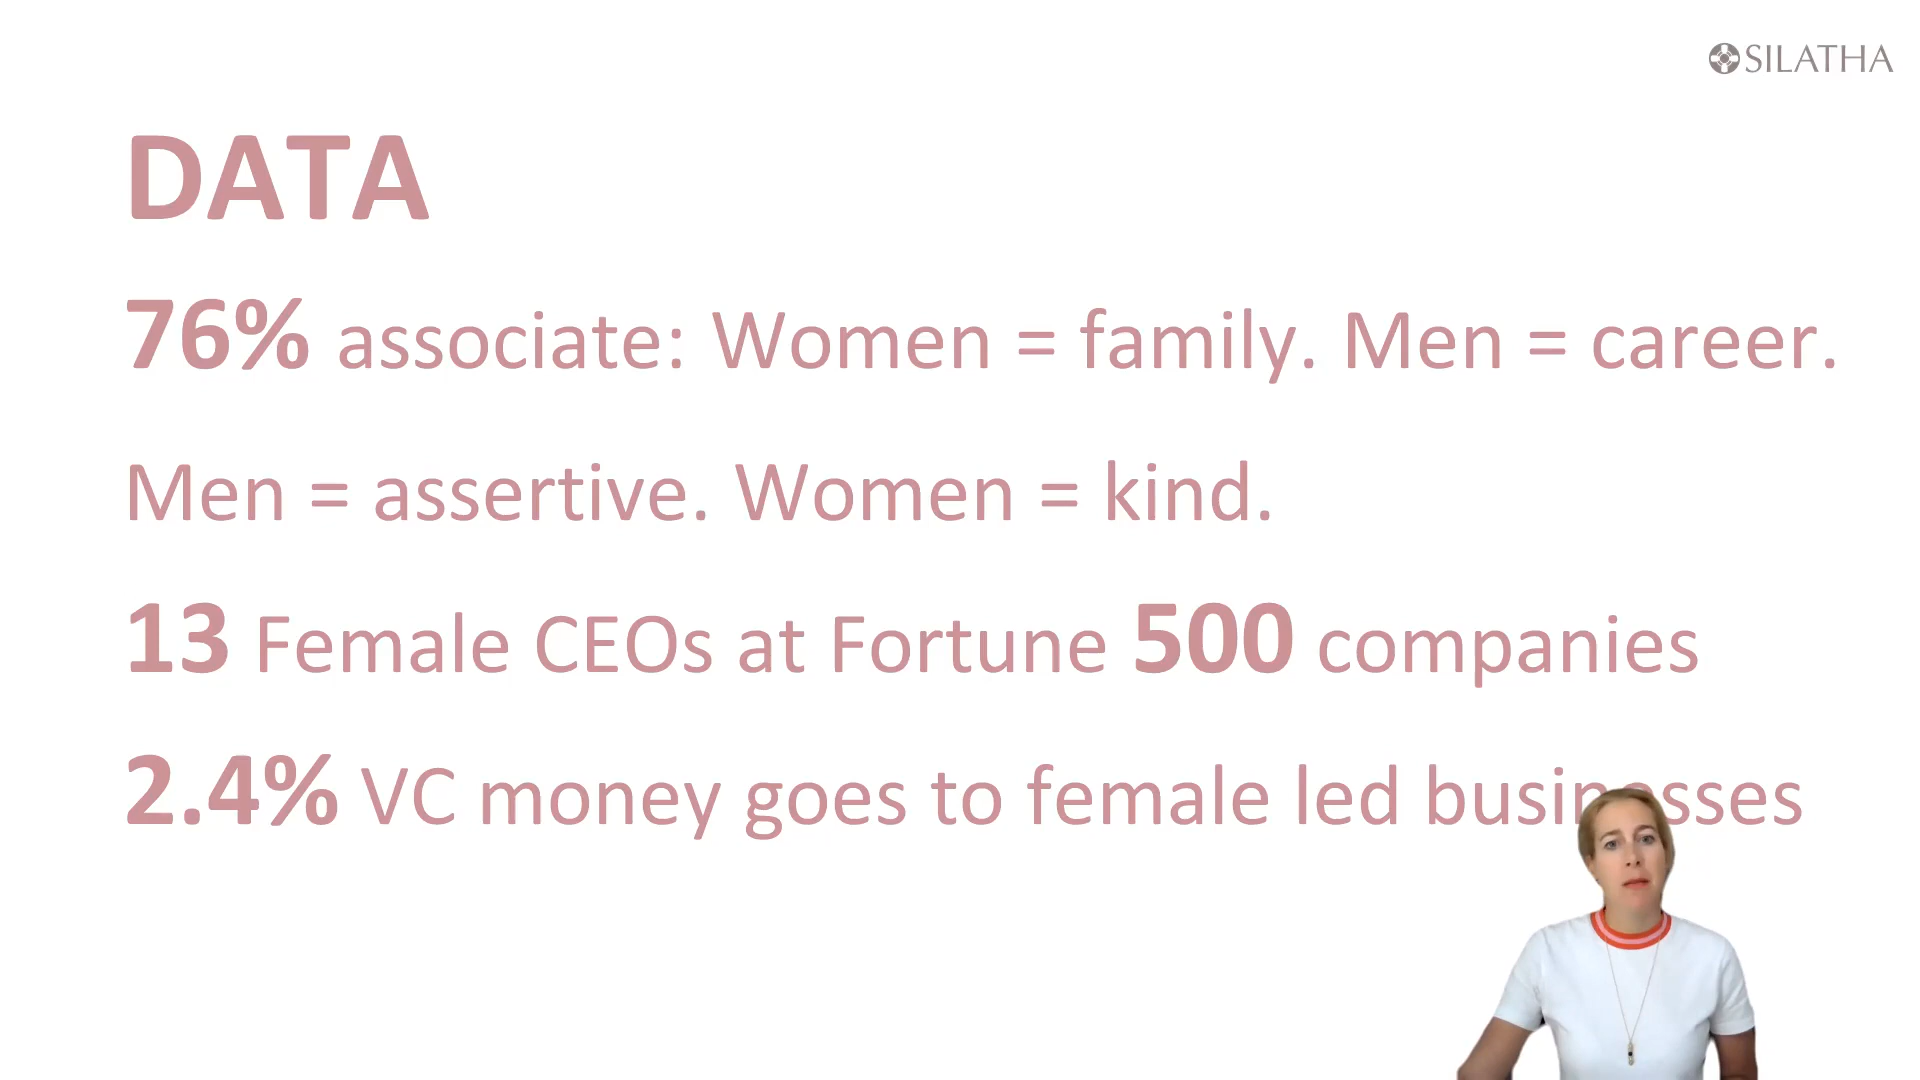 SILATHA
DATA
76% associate: Women = family. Men = career.
Men = assertive. Women = kind.
13 Female CEOs at Fortune 500 companies
2.4% VC money goes to female led businesses